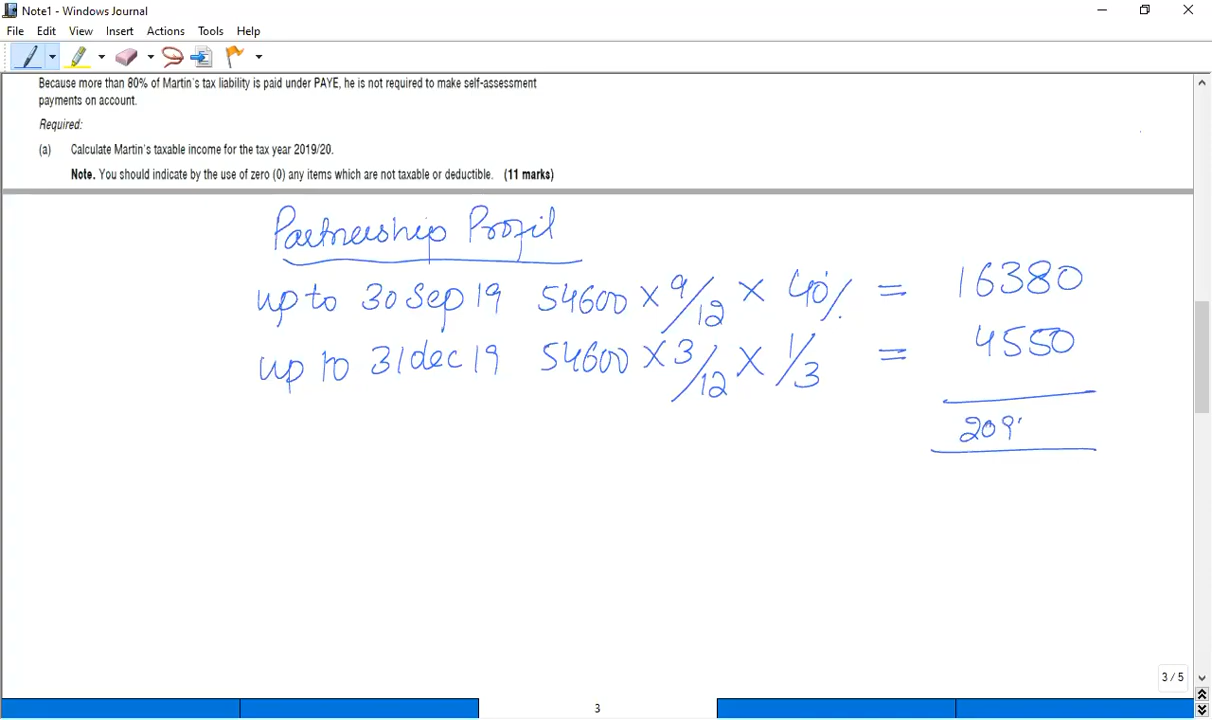 Note1 - Windows Journal
File Edit View Insert Actions Tools Help
Because more than 80% of Martin's tax liability is paid under PAYE, he is not required to make self-assessment
payments on account.
Required:
(a) Calculate Martin's taxable income for the tax year 2019/20.
Note. You should indicate by the use of zero (0) any items which are not taxable or deductible. (11 marks)
Partnership Profit
up to 30 Sep 19 54600 × 9/12 × 40% = 16380
up to 31 dec 19 54600 × 3/12 × 1/3 = 4550
209
3 / 5
3